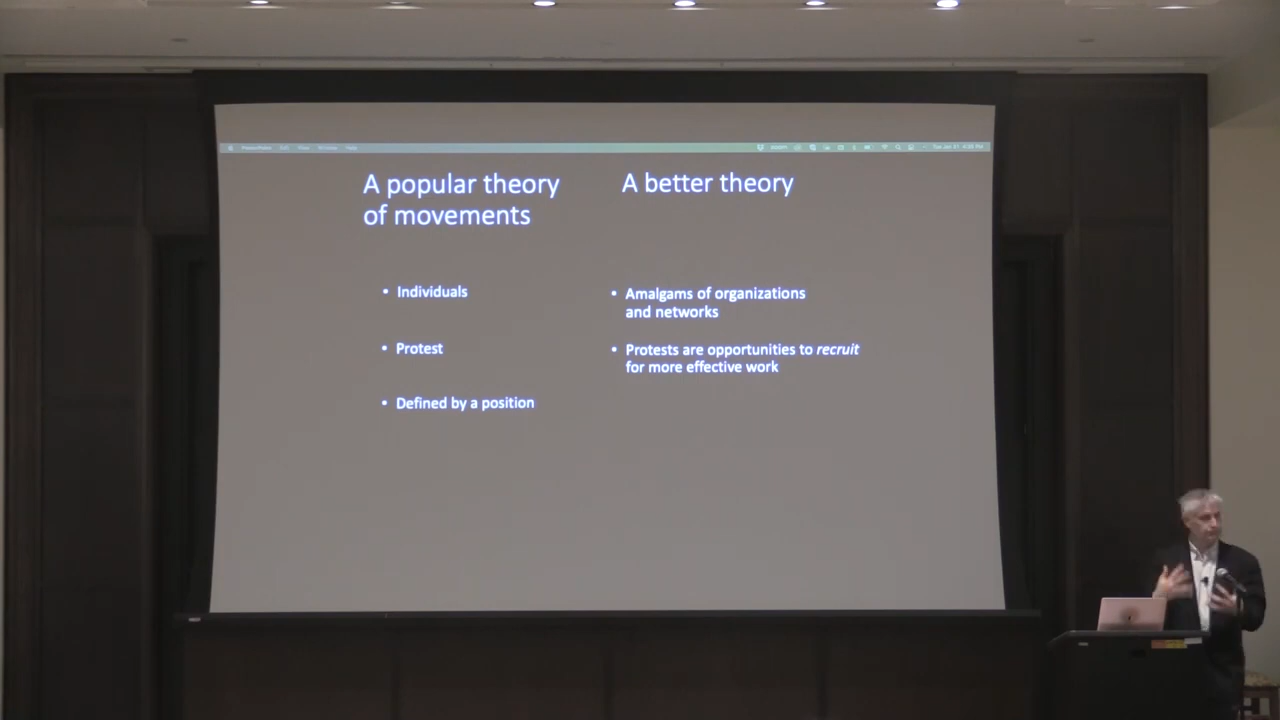 A popular theory
of movements
• Individuals
• Protest
• Defined by a position
A better theory
• Amalgams of organizations
and networks
• Protests are opportunities to recruit
for more effective work